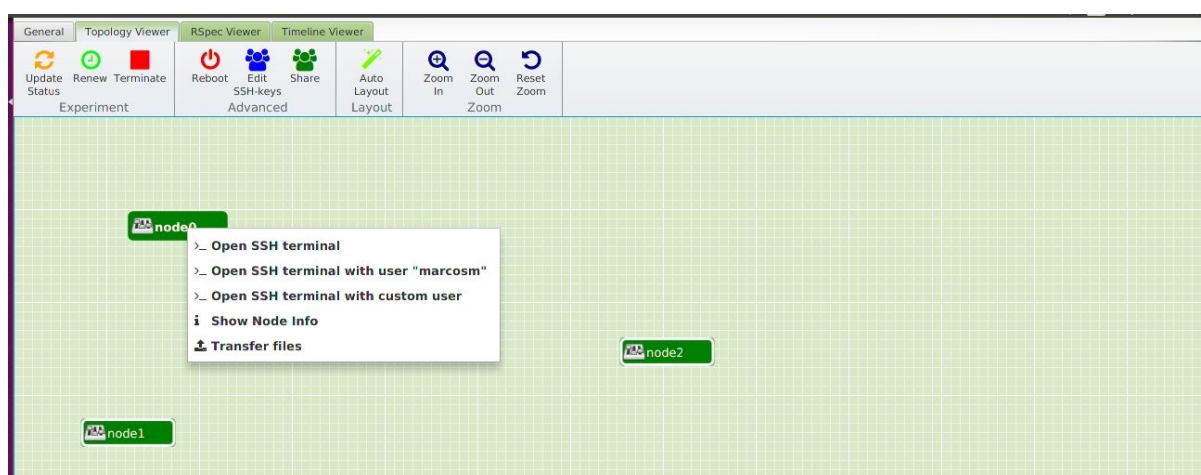 General Topology Viewer RSpec Viewer Timeline Viewer
Update Status Renew Terminate Reboot Edit SSH-keys Share Auto Layout Zoom In Zoom Out Reset Zoom
Experiment Advanced Layout Zoom
node0
>_ Open SSH terminal
>_ Open SSH terminal with user "marcosm"
>_ Open SSH terminal with custom user
i Show Node Info
Transfer files
node2
node1